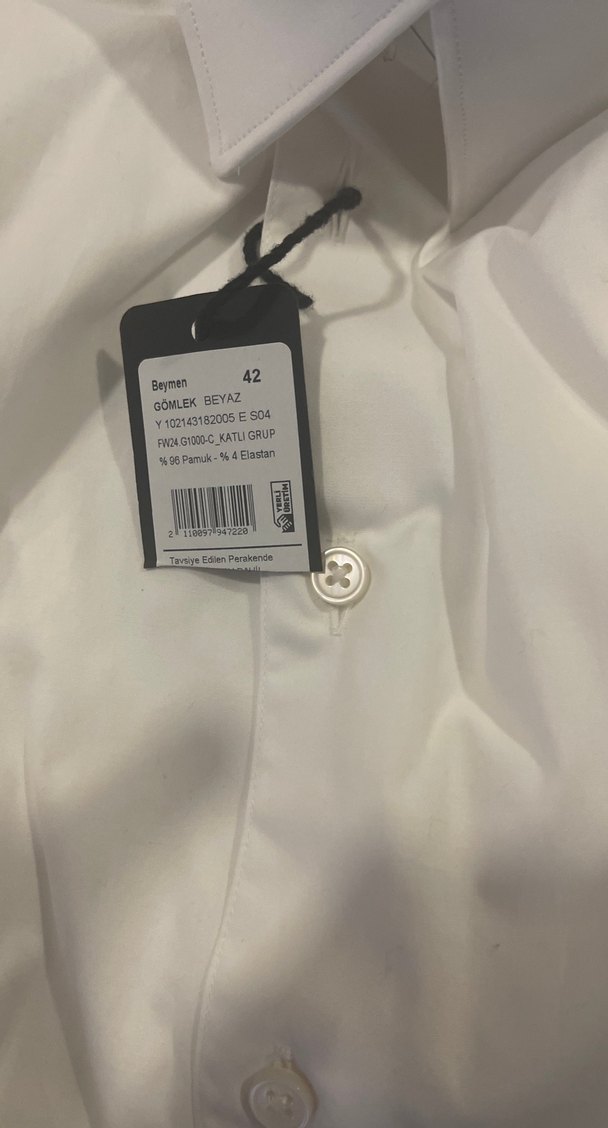 Beymen 42
GÖMLEK BEYAZ
Y 102143182005 E S04
FW24.G1000-C_KATLI GRUP
% 96 Pamuk - % 4 Elastan
YERLİ
ÜRETİM
2 110097 947220
Tavsiye Edilen Perakende